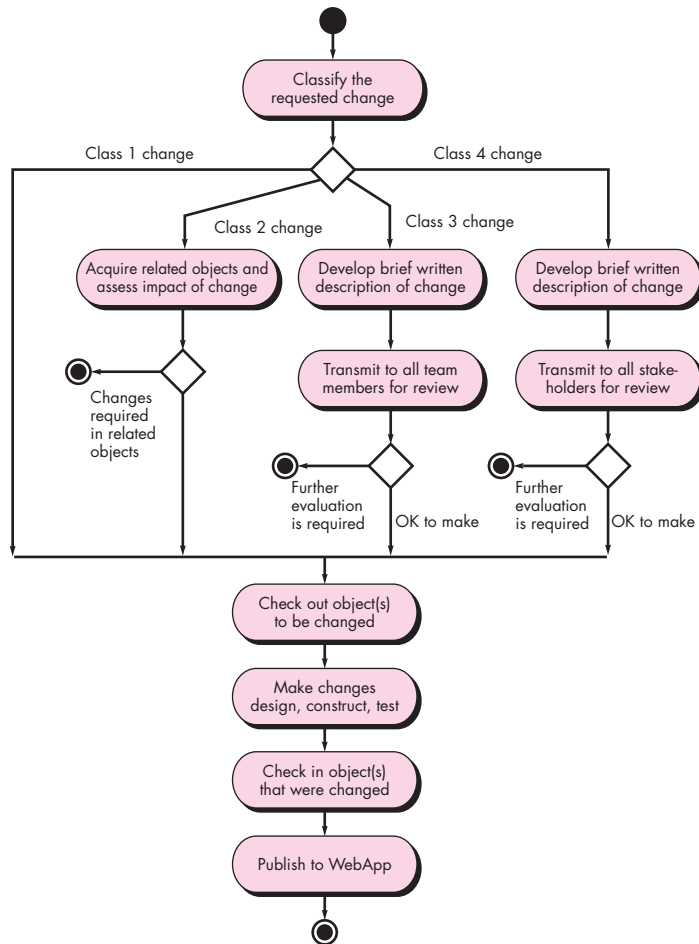 Classify the
requested change
Class 1 change
Class 4 change
Class 2 change
Class 3 change
Acquire related objects and
assess impact of change
Develop brief written
description of change
Develop brief written
description of change
Transmit to all team
members for review
Transmit to all stake-
holders for review
Changes
required
in related
objects
Further
evaluation
is required
OK to make
Further
evaluation
is required
OK to make
Check out object(s)
to be changed
Make changes
design, construct, test
Check in object(s)
that were changed
Publish to WebApp